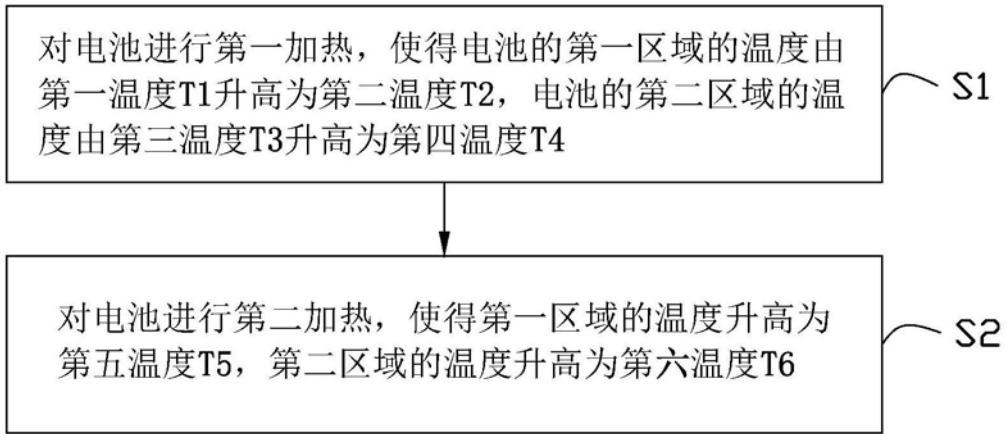 对电池进行第一加热，使得电池的第一区域的温度由
第一温度T1升高为第二温度T2，电池的第二区域的温
度由第三温度T3升高为第四温度T4
S1
对电池进行第二加热，使得第一区域的温度升高为
第五温度T5，第二区域的温度升高为第六温度T6
S2